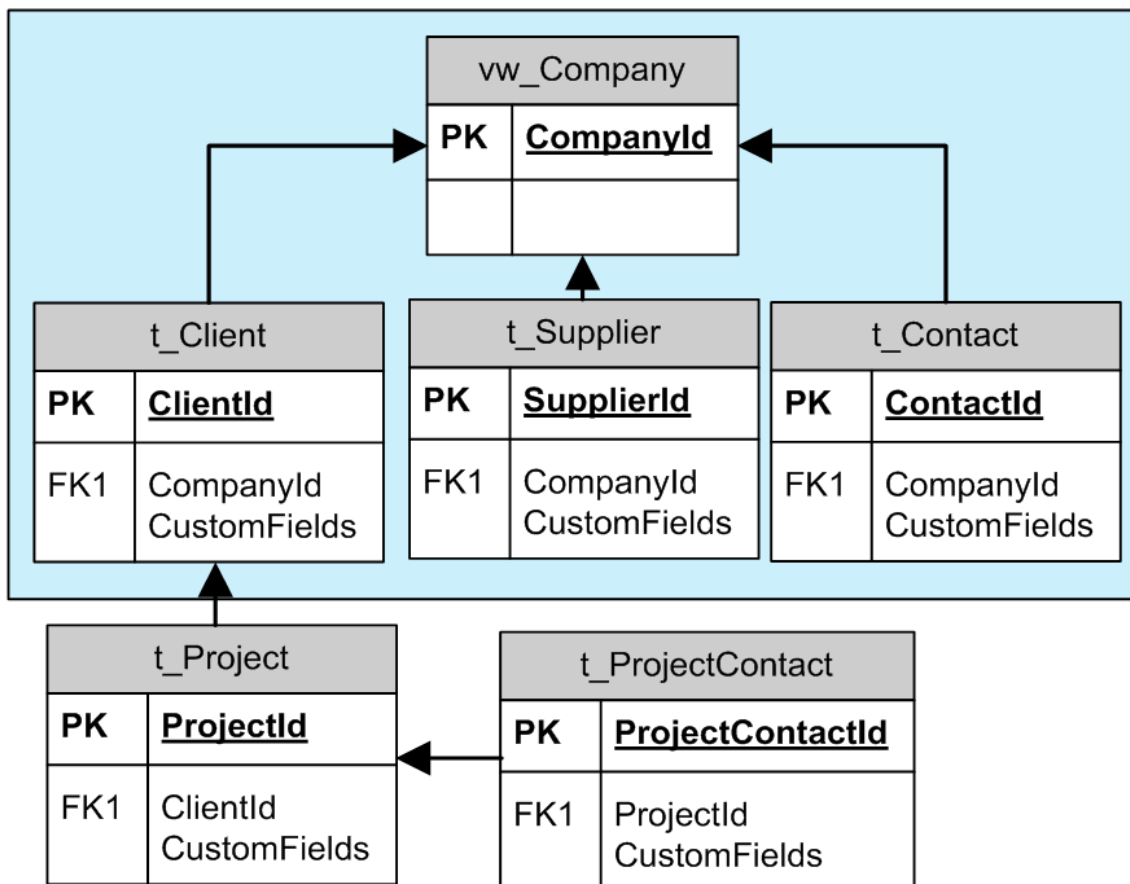 vw_Company
PK CompanyId
t_Client
PK ClientId
FK1 CompanyId
CustomFields
t_Supplier
PK SupplierId
FK1 CompanyId
CustomFields
t_Contact
PK ContactId
FK1 CompanyId
CustomFields
t_Project
PK ProjectId
FK1 ClientId
CustomFields
t_ProjectContact
PK ProjectContactId
FK1 ProjectId
CustomFields